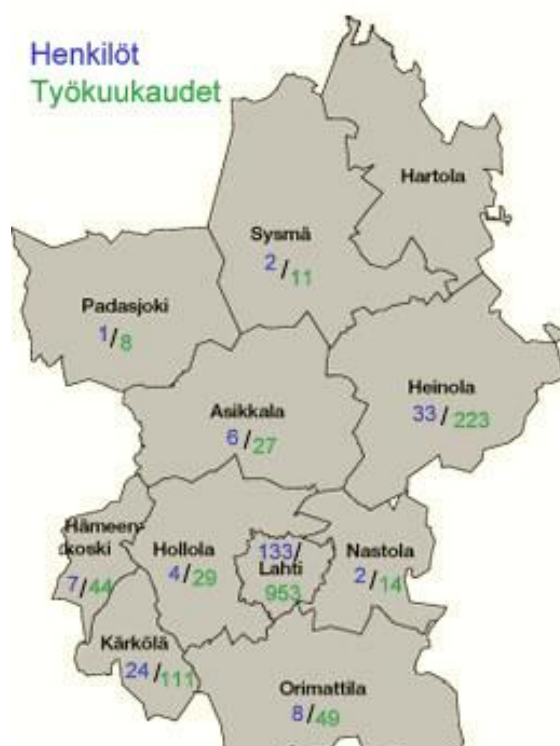 Henkilöt
Työkuukaudet
Hartola
Sysmä
2/11
Padasjoki
1/8
Heinola
33/223
Asikkala
6/27
Hämeen-
koski
7/44
Hollola
4/29
133/
Lahti
953
Nastola
2/14
Kärkölä
24/111
Orimattila
8/49